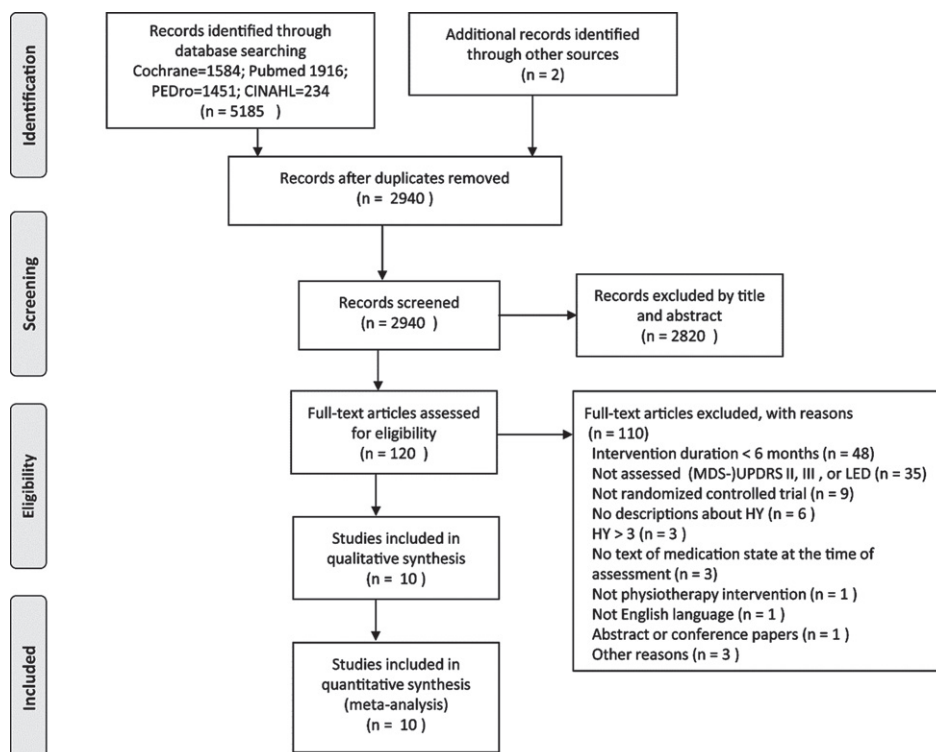 Identification
Records identified through
database searching
Cochrane=1584; Pubmed 1916;
PEDro=1451; CINAHL=234
(n = 5185 )
Additional records identified
through other sources
(n = 2)
Records after duplicates removed
(n = 2940 )
Screening
Records screened
(n = 2940 )
Records excluded by title
and abstract
(n = 2820 )
Eligibility
Full-text articles assessed
for eligibility
(n = 120 )
Full-text articles excluded, with reasons
(n = 110)
Intervention duration < 6 months (n = 48)
Not assessed (MDS-)UPDRS II, III , or LED (n = 35)
Not randomized controlled trial (n = 9)
No descriptions about HY (n = 6 )
HY > 3 (n = 3 )
No text of medication state at the time of
assessment (n = 3)
Not physiotherapy intervention (n = 1 )
Not English language (n = 1 )
Abstract or conference papers (n = 1 )
Other reasons (n = 3 )
Studies included in
qualitative synthesis
(n = 10 )
Included
Studies included in
quantitative synthesis
(meta-analysis)
(n = 10 )